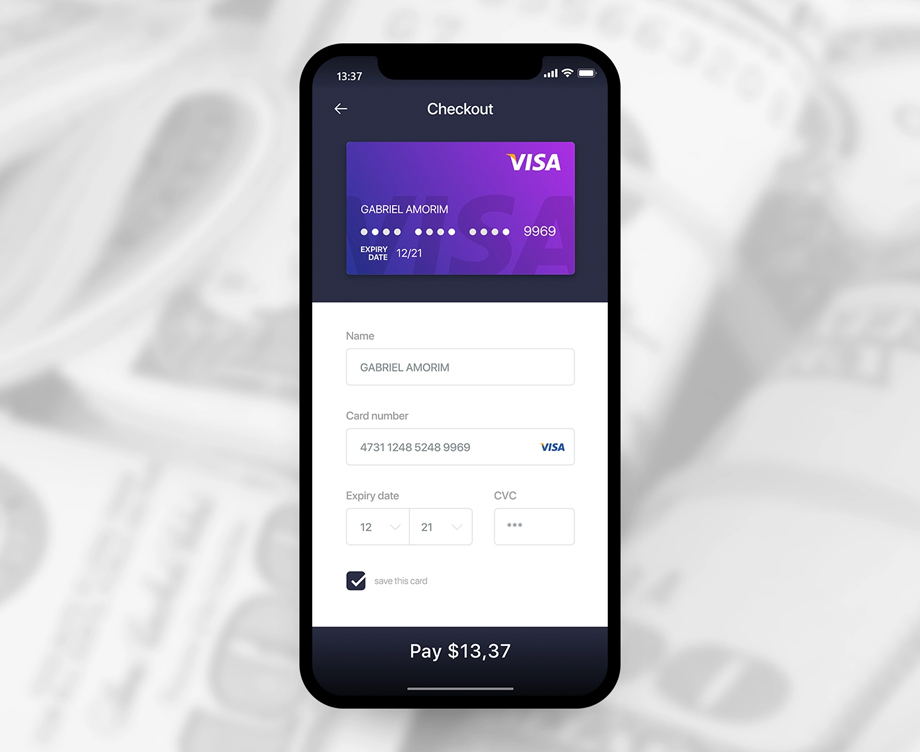 13:37
Checkout
VISA
GABRIEL AMORIM
•••• •••• •••• 9969
EXPIRY
DATE 12/21
VISA
Name
GABRIEL AMORIM
Card number
4731 1248 5248 9969 VISA
Expiry date CVC
12 21 ***
save this card
Pay $13,37